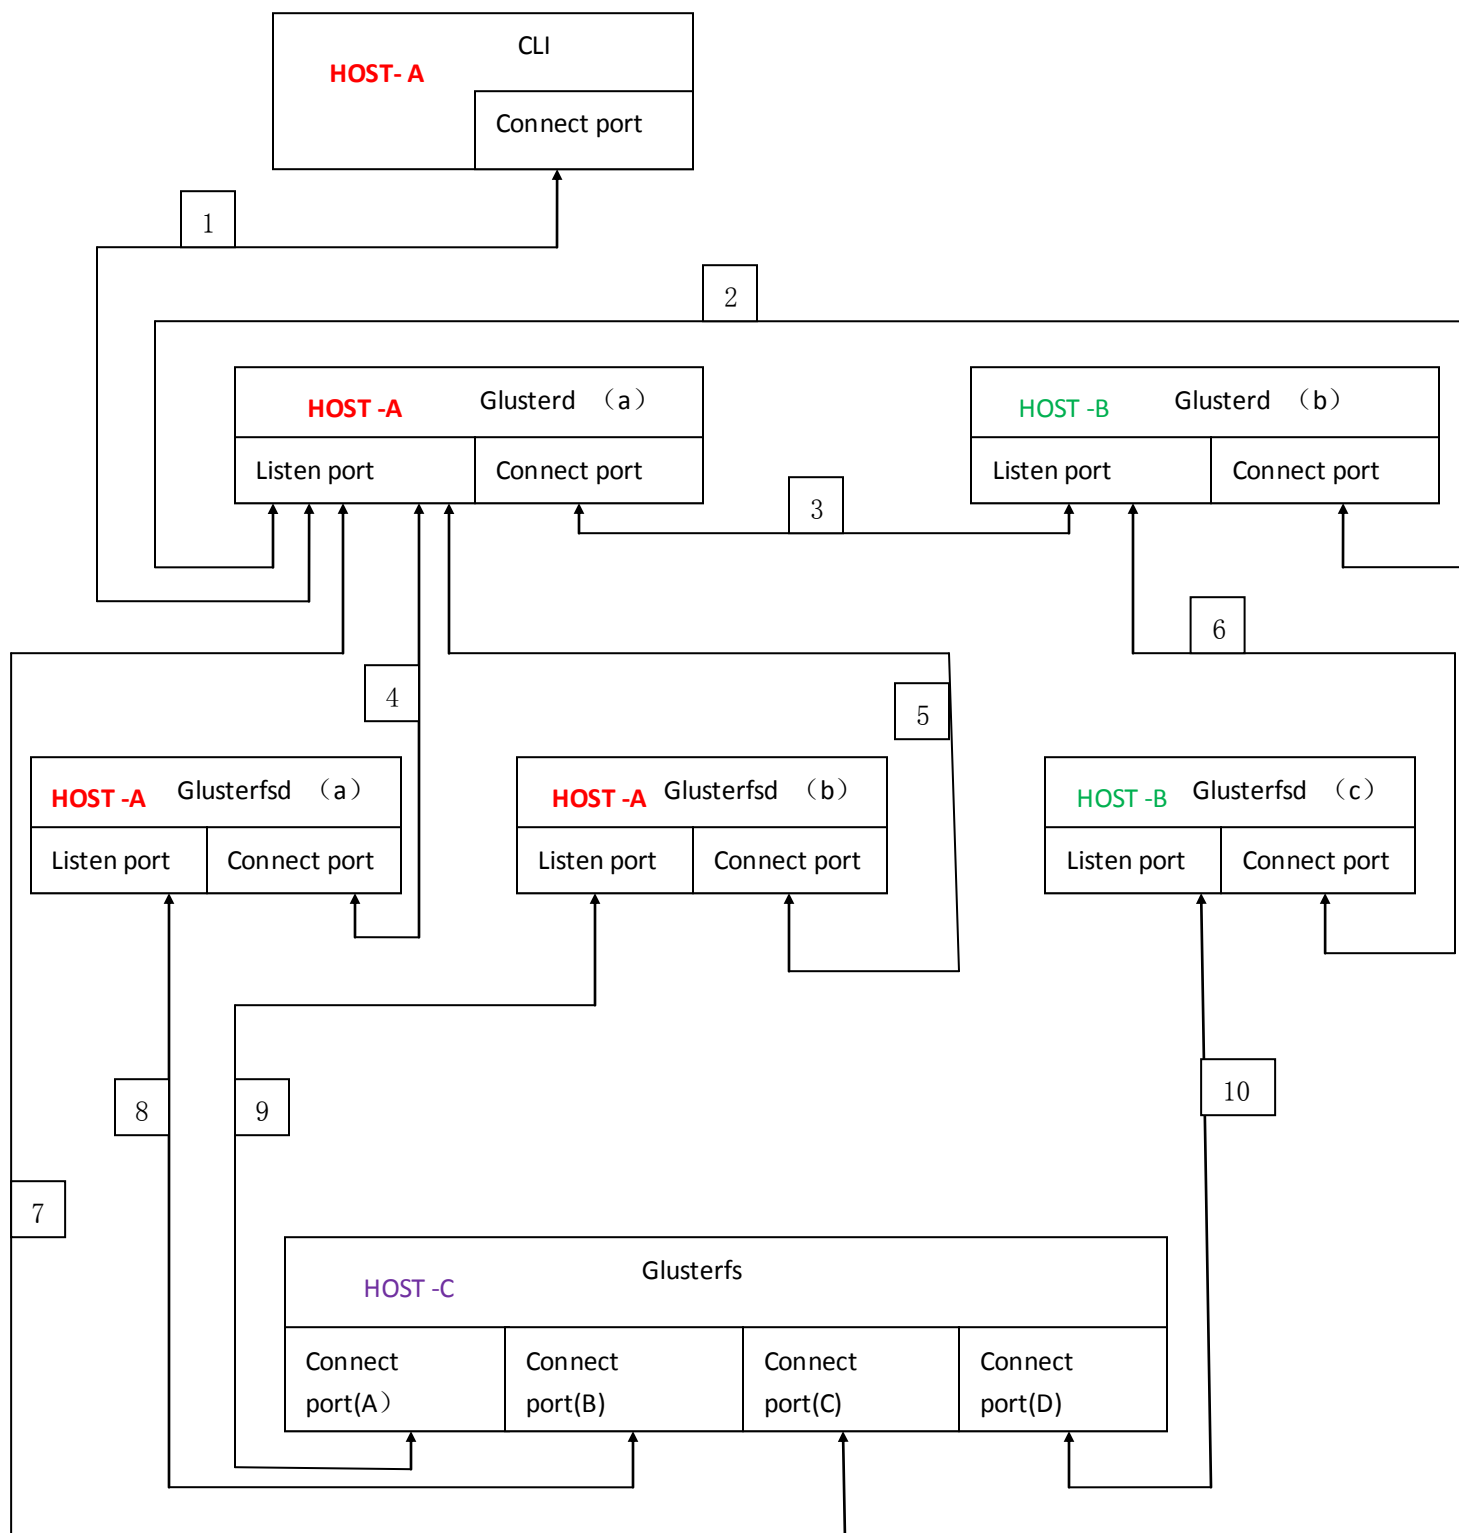 CLI
HOST- A
Connect port
1
2
HOST -A Glusterd （a）
Listen port Connect port
HOST -B Glusterd （b）
Listen port Connect port
3
6
4
5
HOST -A Glusterfsd （a）
Listen port Connect port
HOST -A Glusterfsd （b）
Listen port Connect port
HOST -B Glusterfsd （c）
Listen port Connect port
8
9
10
7
Glusterfs
HOST -C
Connect
port(A）
Connect
port(B)
Connect
port(C)
Connect
port(D)